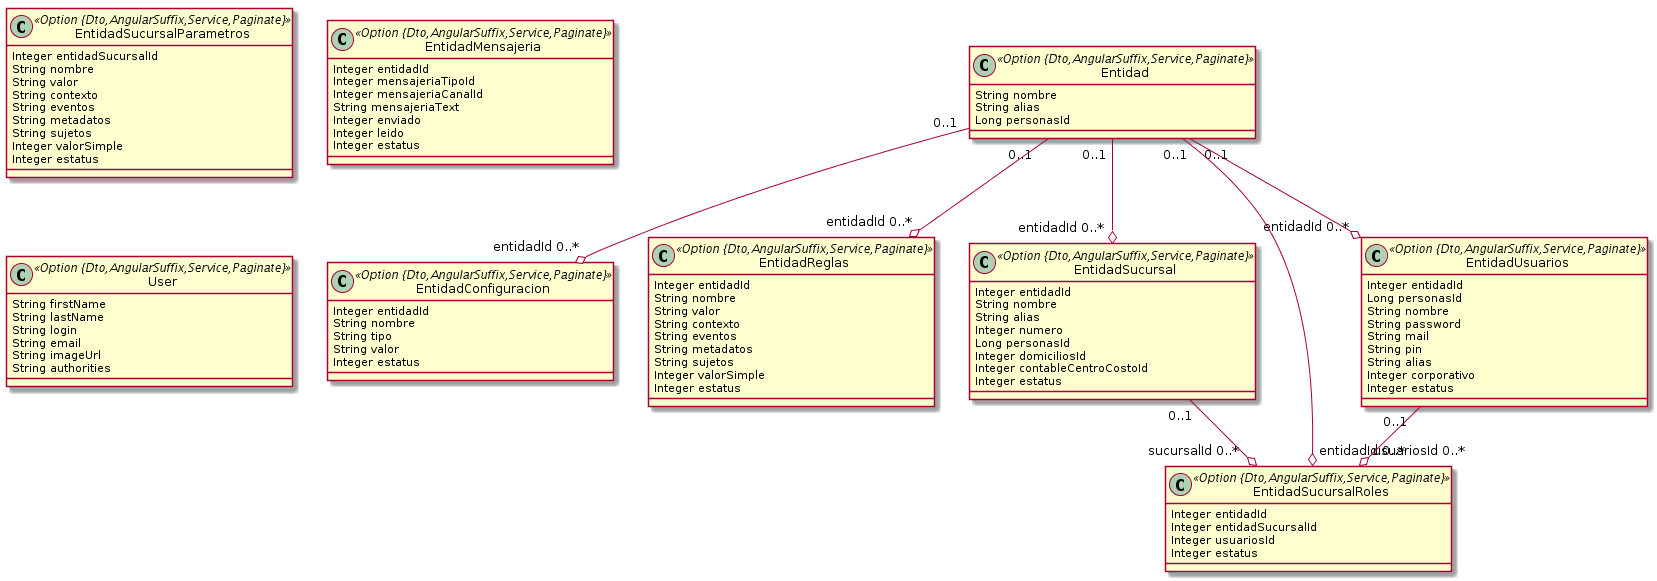 C
<<Option {Dto,AngularSuffix,Service,Paginate}>>
EntidadSucursalParametros
Integer entidadSucursalId
String nombre
String valor
String contexto
String eventos
String metadatos
String sujetos
Integer valorSimple
Integer estatus
C
<<Option {Dto,AngularSuffix,Service,Paginate}>>
EntidadMensajeria
Integer entidadId
Integer mensajeriaTipoId
Integer mensajeriaCanalId
String mensajeriaText
Integer enviado
Integer leido
Integer estatus
C
<<Option {Dto,AngularSuffix,Service,Paginate}>>
Entidad
String nombre
String alias
Long personasId
0..1
0..1
0..1
0..1
0..1
entidadId 0..*
entidadId 0..*
entidadId 0..*
entidadId 0..*
C
<<Option {Dto,AngularSuffix,Service,Paginate}>>
User
String firstName
String lastName
String login
String email
String imageUrl
String authorities
C
<<Option {Dto,AngularSuffix,Service,Paginate}>>
EntidadConfiguracion
Integer entidadId
String nombre
String tipo
String valor
Integer estatus
C
<<Option {Dto,AngularSuffix,Service,Paginate}>>
EntidadReglas
Integer entidadId
String nombre
String valor
String contexto
String eventos
String metadatos
String sujetos
Integer valorSimple
Integer estatus
C
<<Option {Dto,AngularSuffix,Service,Paginate}>>
EntidadSucursal
Integer entidadId
String nombre
String alias
Integer numero
Long personasId
Integer domiciliosId
Integer contableCentroCostoId
Integer estatus
C
<<Option {Dto,AngularSuffix,Service,Paginate}>>
EntidadUsuarios
Integer entidadId
Long personasId
String nombre
String password
String mail
String pin
String alias
Integer corporativo
Integer estatus
0..1
0..1
sucursalId 0..*
entidadId 0..*
usuariosId 0..*
C
<<Option {Dto,AngularSuffix,Service,Paginate}>>
EntidadSucursalRoles
Integer entidadId
Integer entidadSucursalId
Integer usuariosId
Integer estatus